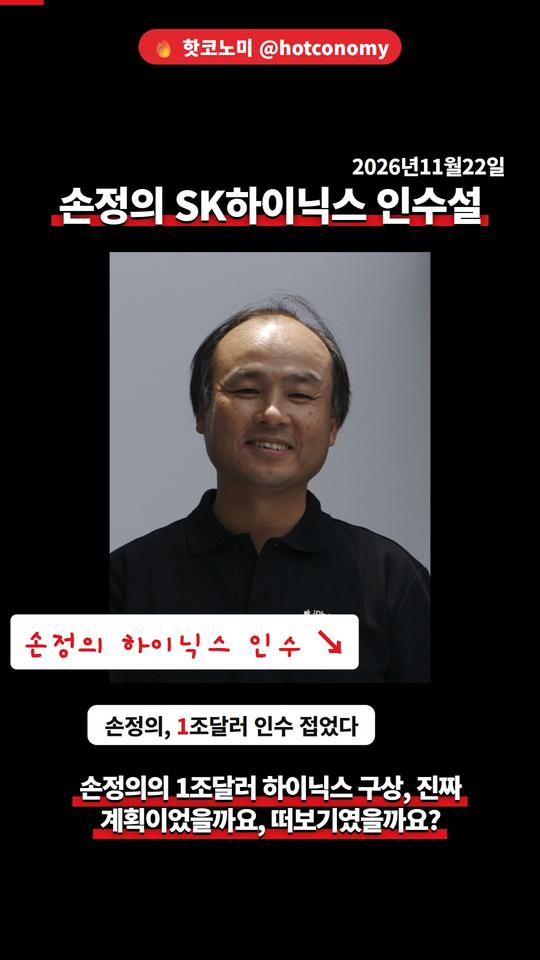 🔥 핫코노미 @hotconomy
2026년11월22일
손정의 SK하이닉스 인수설
손정의 하이닉스 인수 ↘
손정의, 1조달러 인수 접었다
손정의의 1조달러 하이닉스 구상, 진짜
계획이었을까요, 떠보기였을까요?